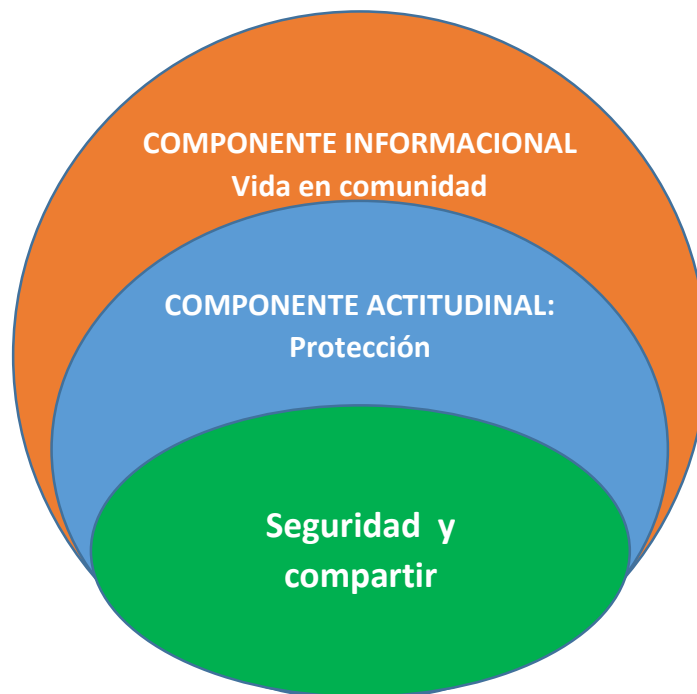 COMPONENTE INFORMACIONAL
Vida en comunidad
COMPONENTE ACTITUDINAL:
Protección
Seguridad y
compartir